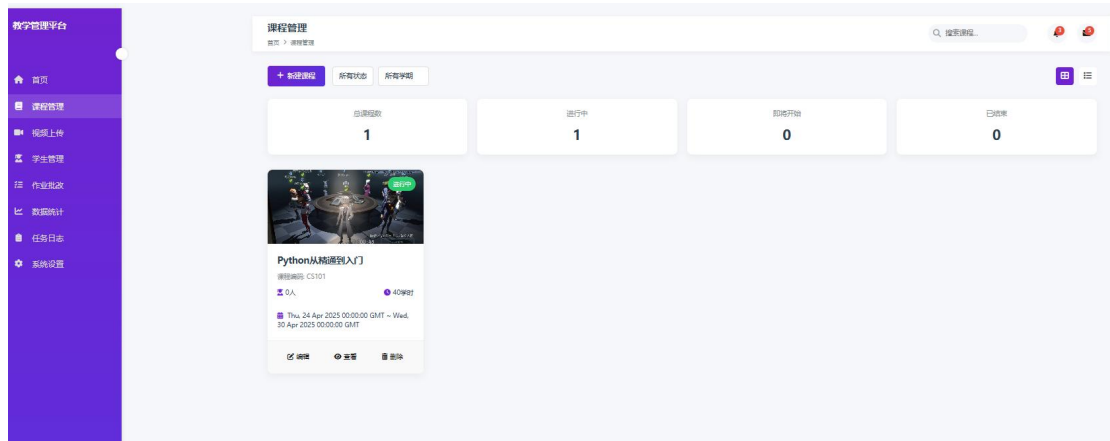 教学管理平台
首页
课程管理
视频上传
学生管理
作业批改
数据统计
任务日志
系统设置
课程管理
首页 > 课程管理
搜索课程...
3
3
+ 新建课程
所有状态
所有学期
总课程数
1
进行中
1
即将开始
0
已结束
0
进行中
Python从精通到入门
课程编码: CS101
0人
40学时
Thu, 24 Apr 2025 00:00:00 GMT ~ Wed,
30 Apr 2025 00:00:00 GMT
编辑
查看
删除